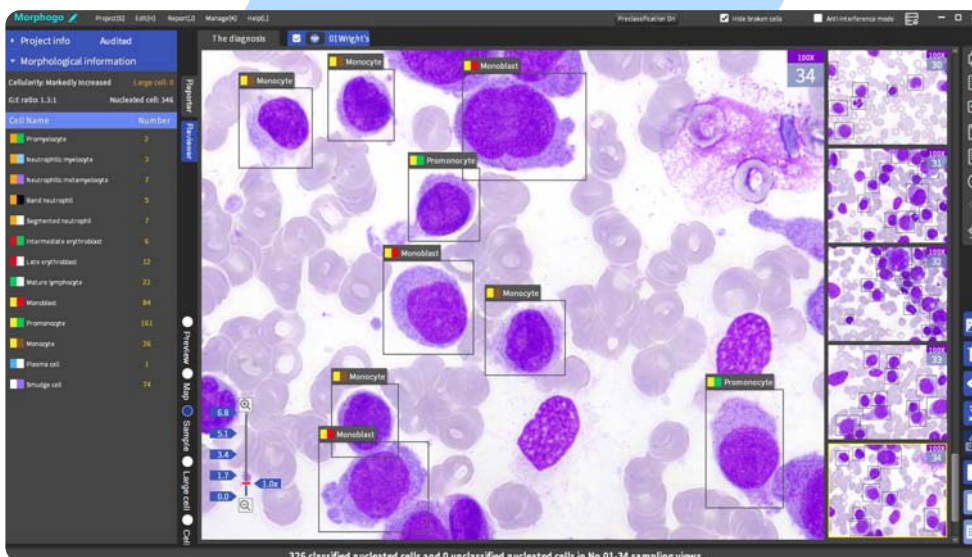 Morphogo Project(S) Edit(H) Report(J) Manage(K) Help(L) Preclassification On Hide broken cells Anti-interference mode
Project info Audited
Morphological information
Cellularity: Markedly Increased Large cell: 0
G:E ratio: 1.3:1 Nucleated cell: 346
Cell Name Number
Promyelocyte 2
Neutrophilic myelocyte 3
Neutrophilic metamyelocyte 7
Band neutrophil 5
Segmented neutrophil 7
Intermediate erythroblast 6
Late erythroblast 12
Mature lymphocyte 22
Monoblast 84
Promonocyte 161
Monocyte 36
Plasma cell 1
Smudge cell 74
Reporter
Reviewer
Preview
Map
Sample
Large cell
Cell
The diagnosis 01Wright's
Monocyte
Monocyte
Monoblast
Promonocyte
Monoblast
Monocyte
Monocyte
Promonocyte
Monoblast
100X
34
6.8
5.1
3.4
1.7
0.0
1.0x
100X
30
100X
31
100X
32
100X
33
100X
34
326 classified nucleated cells and 0 unclassified nucleated cells in No.01-34 sampling views